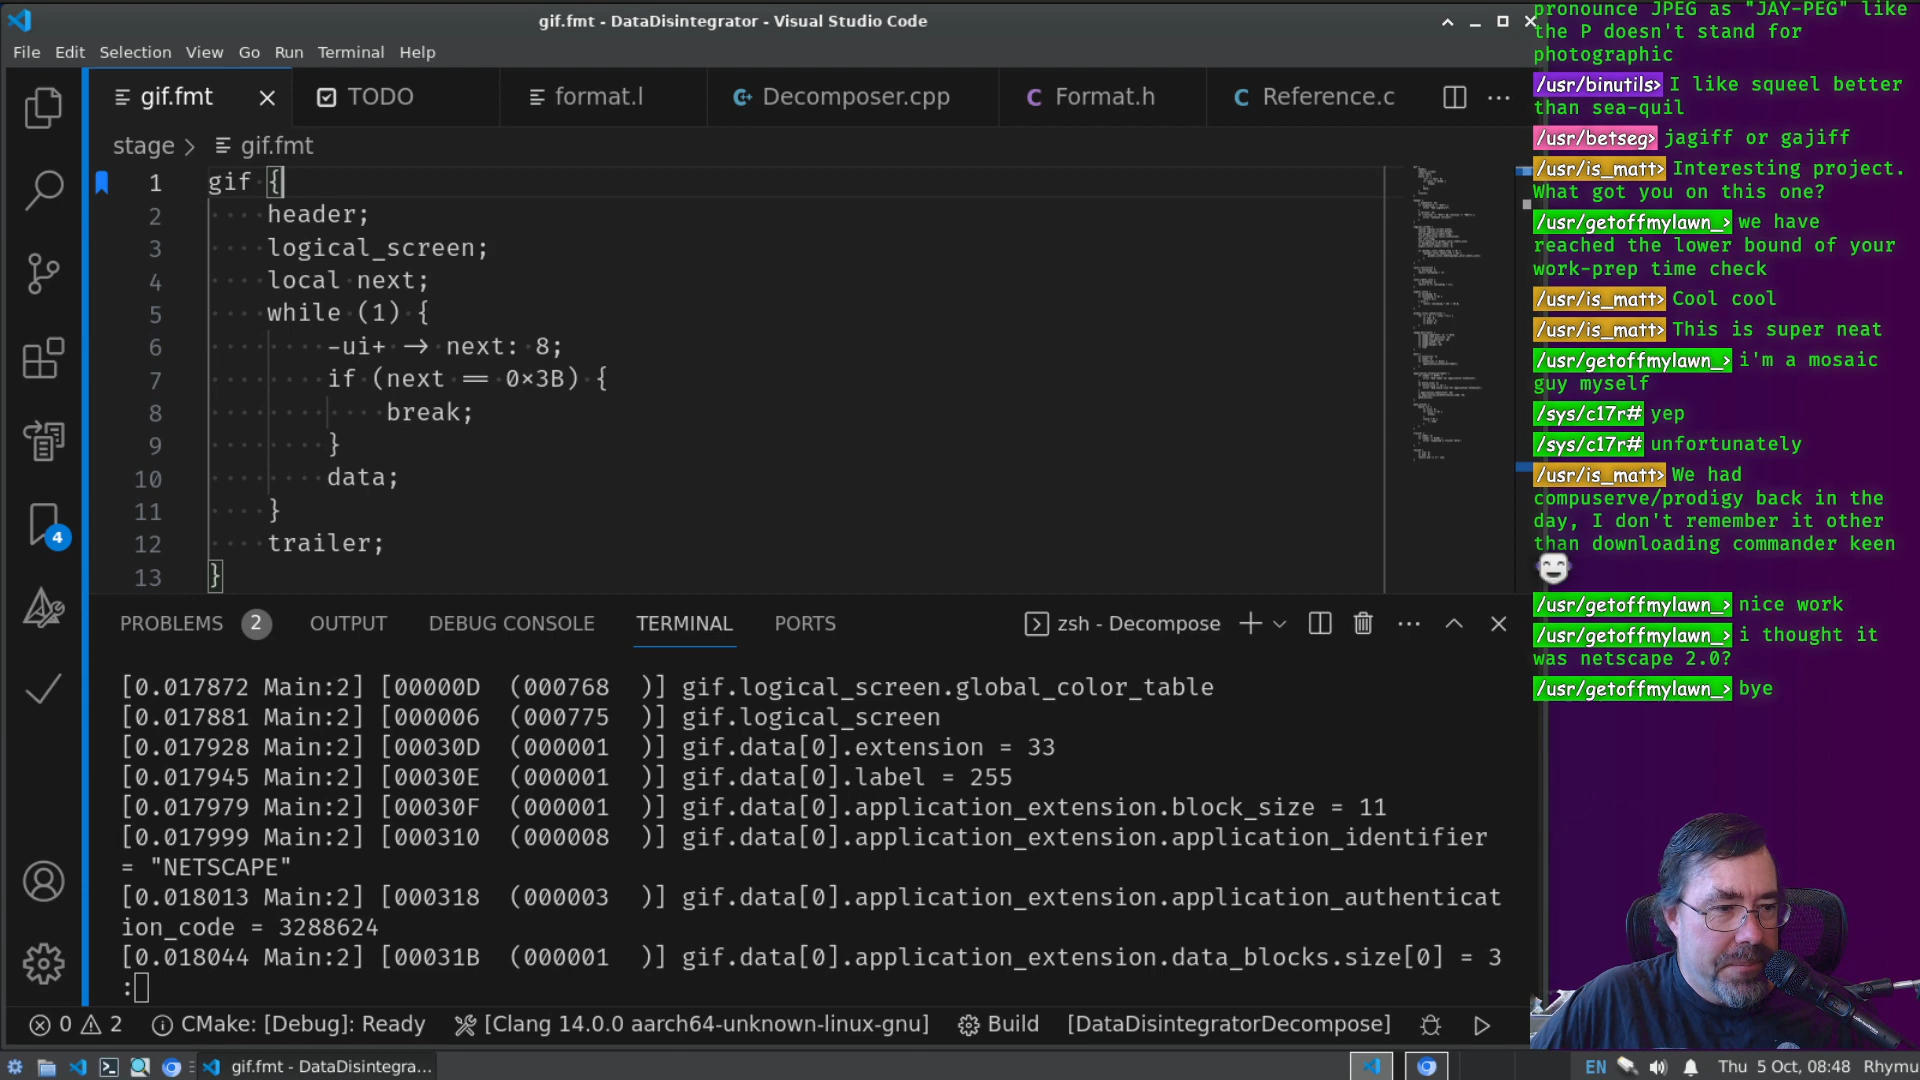 gif.fmt - DataDisintegrator - Visual Studio Code
File Edit Selection View Go Run Terminal Help
gif.fmt TODO format.l Decomposer.cpp Format.h Reference.c
stage > gif.fmt
1 gif {
2 header;
3 logical_screen;
4 local next;
5 while (1) {
6 -ui+ → next: 8;
7 if (next == 0×3B) {
8 break;
9 }
10 data;
11 }
12 trailer;
13 }
4
PROBLEMS 2 OUTPUT DEBUG CONSOLE TERMINAL PORTS zsh - Decompose
[0.017872 Main:2] [00000D (000768 )] gif.logical_screen.global_color_table
[0.017881 Main:2] [000006 (000775 )] gif.logical_screen
[0.017928 Main:2] [00030D (000001 )] gif.data[0].extension = 33
[0.017945 Main:2] [00030E (000001 )] gif.data[0].label = 255
[0.017979 Main:2] [00030F (000001 )] gif.data[0].application_extension.block_size = 11
[0.017999 Main:2] [000310 (000008 )] gif.data[0].application_extension.application_identifier
= "NETSCAPE"
[0.018013 Main:2] [000318 (000003 )] gif.data[0].application_extension.application_authenticat
ion_code = 3288624
[0.018044 Main:2] [00031B (000001 )] gif.data[0].application_extension.data_blocks.size[0] = 3
:
0 2 CMake: [Debug]: Ready [Clang 14.0.0 aarch64-unknown-linux-gnu] Build [DataDisintegratorDecompose]
gif.fmt - DataDisintegra... EN Thu 5 Oct, 08:48 Rhymu
pronounce JPEG as "JAY-PEG" like
the P doesn't stand for
photographic
/usr/binutils> I like squeel better
than sea-quil
/usr/betseg> jagiff or gajiff
/usr/is_matt> Interesting project.
What got you on this one?
/usr/getoffmylawn_> we have
reached the lower bound of your
work-prep time check
/usr/is_matt> Cool cool
/usr/is_matt> This is super neat
/usr/getoffmylawn_> i'm a mosaic
guy myself
/sys/c17r# yep
/sys/c17r# unfortunately
/usr/is_matt> We had
compuserve/prodigy back in the
day, I don't remember it other
than downloading commander keen
/usr/getoffmylawn_> nice work
/usr/getoffmylawn_> i thought it
was netscape 2.0?
/usr/getoffmylawn_> bye